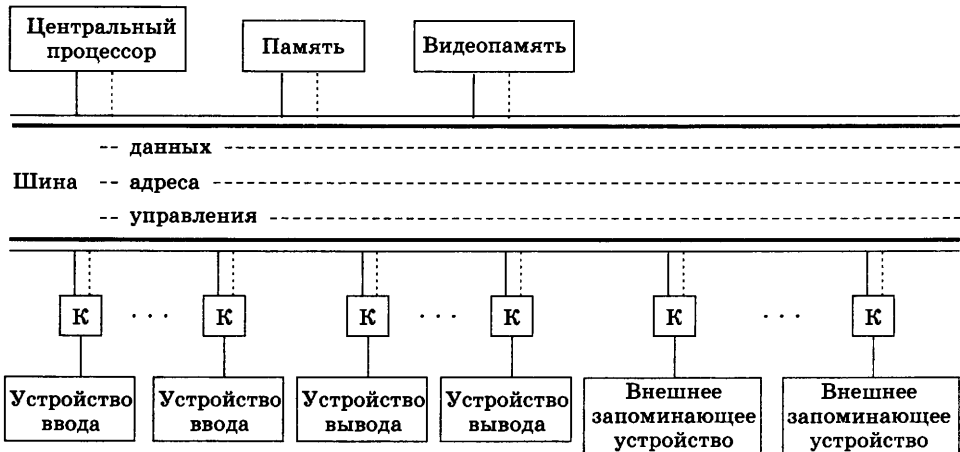 Центральный
процессор
Память
Видеопамять
-- данных
Шина -- адреса
-- управления
К ... К К ... К К ... К
Устройство
ввода
Устройство
ввода
Устройство
вывода
Устройство
вывода
Внешнее
запоминающее
устройство
Внешнее
запоминающее
устройство